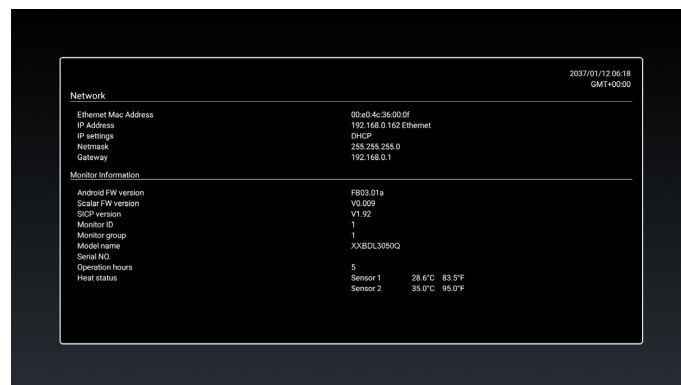 2037/01/12 06:18
GMT+00:00
Network
Ethernet Mac Address 00:e0:4c:36:00:0f
IP Address 192.168.0.162 Ethernet
IP settings DHCP
Netmask 255.255.255.0
Gateway 192.168.0.1
Monitor Information
Android FW version FB03.01a
Scalar FW version V0.009
SICP version V1.92
Monitor ID 1
Monitor group 1
Model name XXBDL3050Q
Serial NO.
Operation hours 5
Heat status Sensor 1 28.6°C 83.5°F
Sensor 2 35.0°C 95.0°F